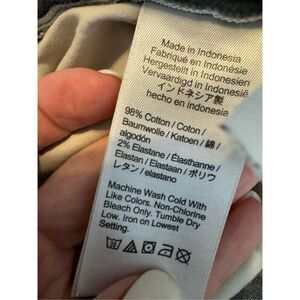 Made in Indonesia
Fabriqué en Indonésie
Hergestellt in Indonesien
Vervaardigd in Indonesië
インドネシア製
hecho en indonesia
98% Cotton / Coton /
Baumwolle / Katoen / 綿 /
algodón
2% Elastane / Élasthanne /
Elastan / Elastaan / ポリウ
レタン / elastano
Machine Wash Cold With
Like Colors. Non-Chlorine
Bleach Only. Tumble Dry
Low. Iron on Lowest
Setting.